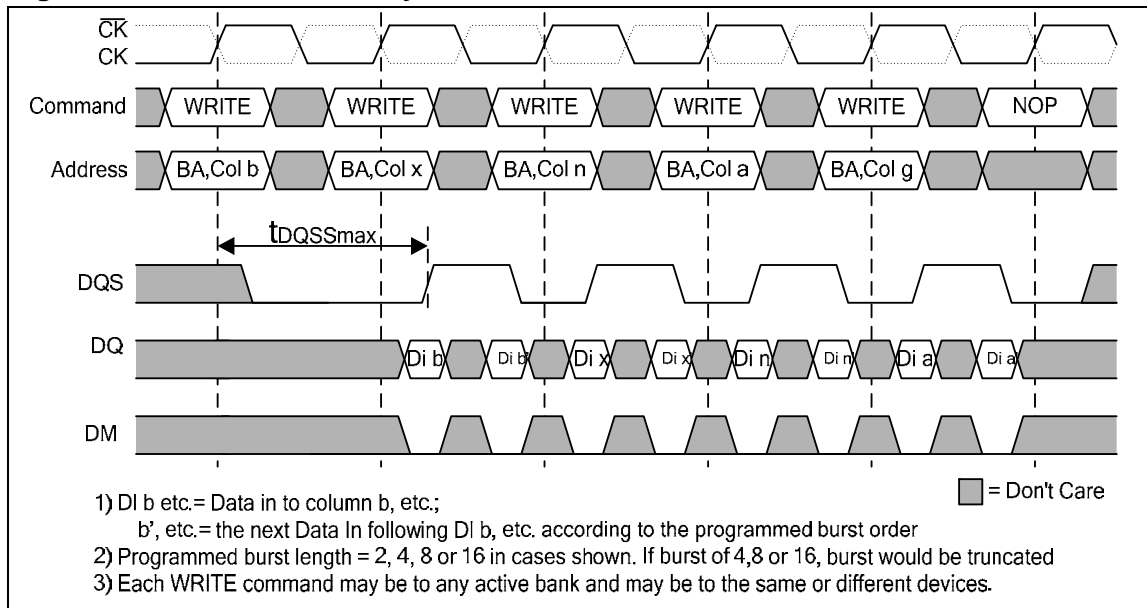 CK
CK
Command WRITE WRITE WRITE WRITE WRITE NOP
Address BA,Col b BA,Col x BA,Col n BA,Col a BA,Col g
tDQSSmax
DQS
DQ Di b Di b' Di x Di x Di n Di n Di a Di a
DM
= Don't Care
1) DI b etc.= Data in to column b, etc.;
b', etc.= the next Data In following DI b, etc. according to the programmed burst order
2) Programmed burst length = 2, 4, 8 or 16 in cases shown. If burst of 4,8 or 16, burst would be truncated
3) Each WRITE command may be to any active bank and may be to the same or different devices.